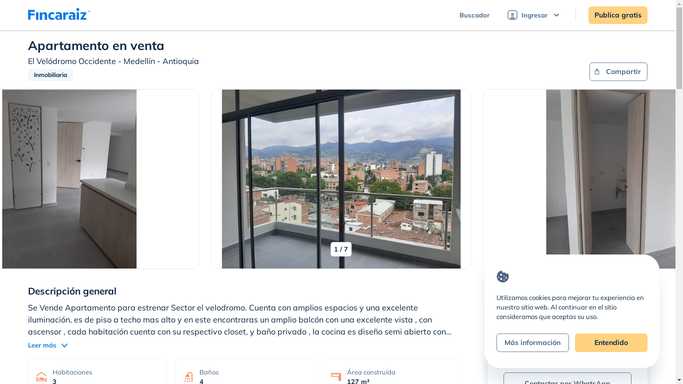 Fincaraiz
Buscador
Ingresar
Publica gratis
Apartamento en venta
El Velódromo Occidente - Medellín - Antioquia
Inmobiliaria
Compartir
1 / 7
Descripción general
Se Vende Apartamento para estrenar Sector el velodromo. Cuenta con amplios espacios y una excelente
iluminación, es de piso a techo mas alto y en este encontraras un amplio balcón con una excelente vista , con
ascensor , cada habitación cuenta con su respectivo closet, y baño privado , la cocina es diseño semi abierto con...
Leer más
Habitaciones
3
Baños
4
Área construida
127 m²
Utilizamos cookies para mejorar tu experiencia en
nuestro sitio web. Al continuar en el sitio
consideramos que aceptas su uso.
Más información
Entendido
Contactar por WhatsApp